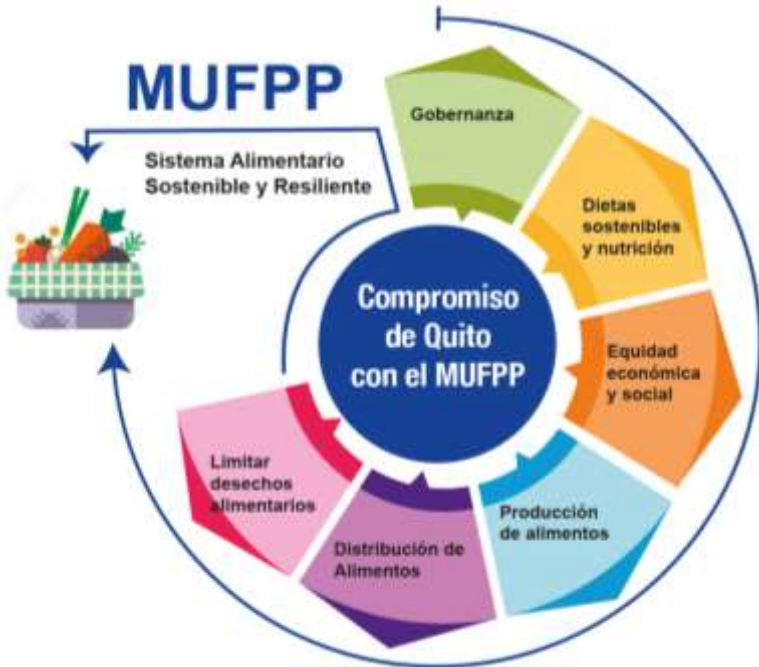 MUFPP
Sistema Alimentario
Sostenible y Resiliente
Gobernanza
Dietas
sostenibles
y nutrición
Equidad
económica
y social
Producción
de alimentos
Distribución de
Alimentos
Limitar
desechos
alimentarios
Compromiso
de Quito
con el MUFPP